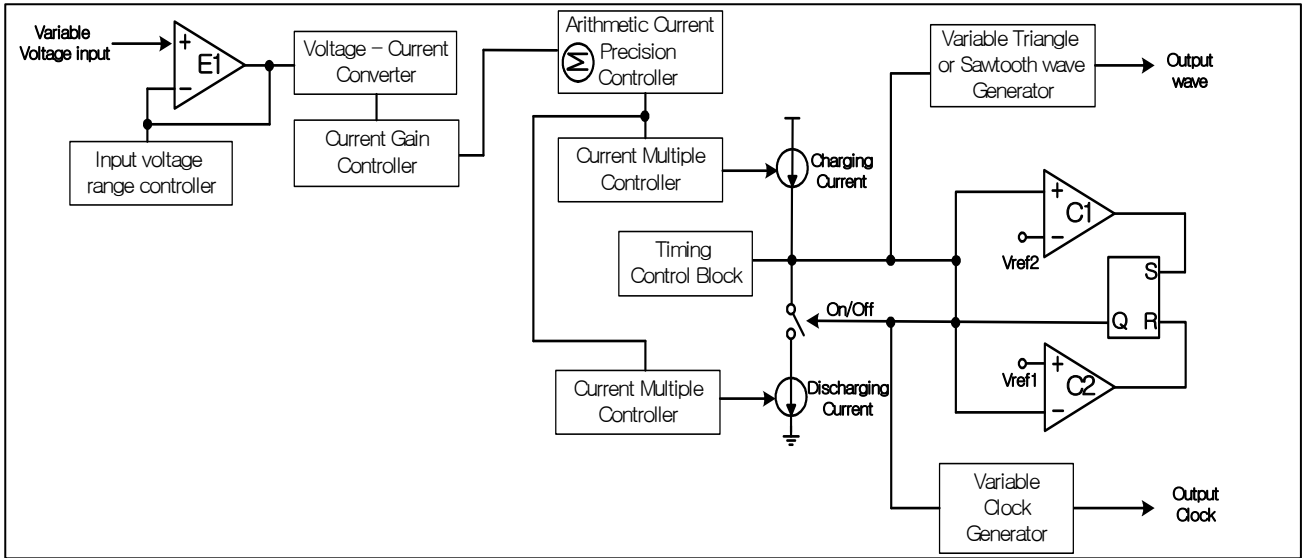 Variable
Voltage input
+
E1
−
Input voltage
range controller
Voltage – Current
Converter
Current Gain
Controller
Arithmetic Current
Precision
Controller
Σ
Current Multiple
Controller
Charging
Current
Timing
Control Block
On/Off
Current Multiple
Controller
Discharging
Current
Variable Triangle
or Sawtooth wave
Generator
Output
wave
+
C1
−
Vref2
S
Q R
Vref1
+
C2
−
Variable
Clock
Generator
Output
Clock